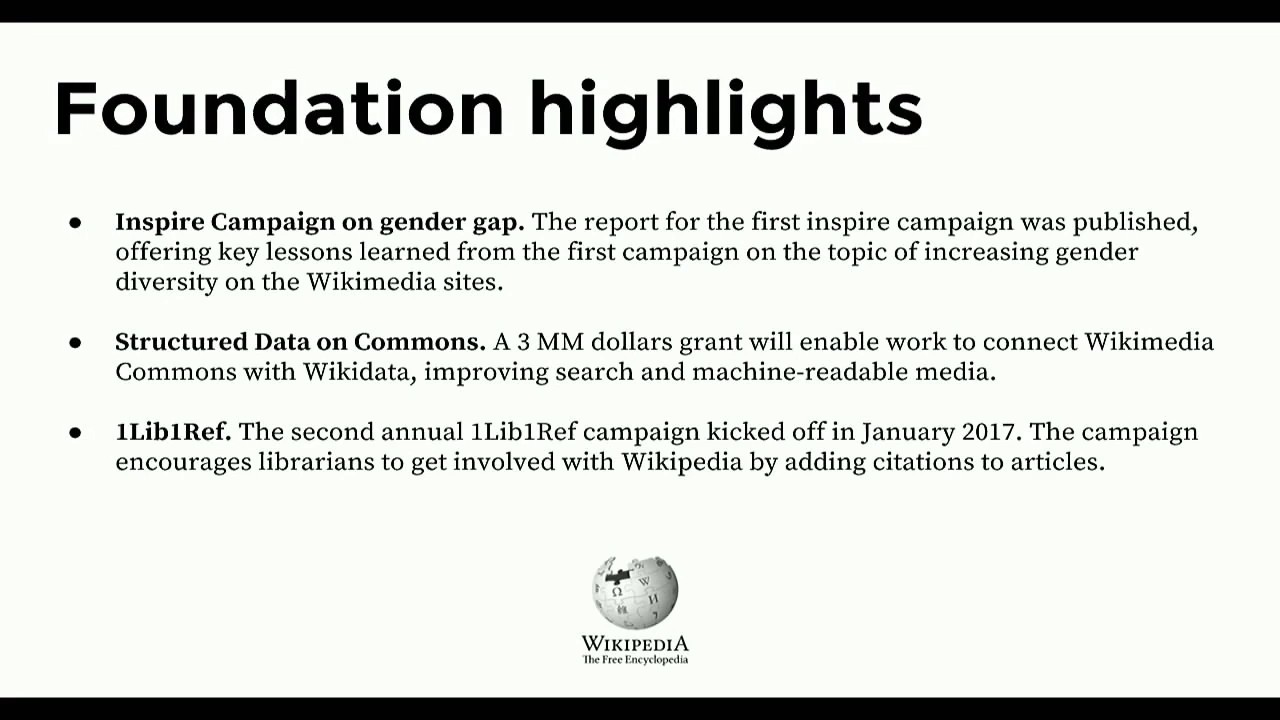 Foundation highlights
● Inspire Campaign on gender gap. The report for the first inspire campaign was published,
offering key lessons learned from the first campaign on the topic of increasing gender
diversity on the Wikimedia sites.
● Structured Data on Commons. A 3 MM dollars grant will enable work to connect Wikimedia
Commons with Wikidata, improving search and machine-readable media.
● 1Lib1Ref. The second annual 1Lib1Ref campaign kicked off in January 2017. The campaign
encourages librarians to get involved with Wikipedia by adding citations to articles.
Ω W И
WIKIPEDIA
The Free Encyclopedia